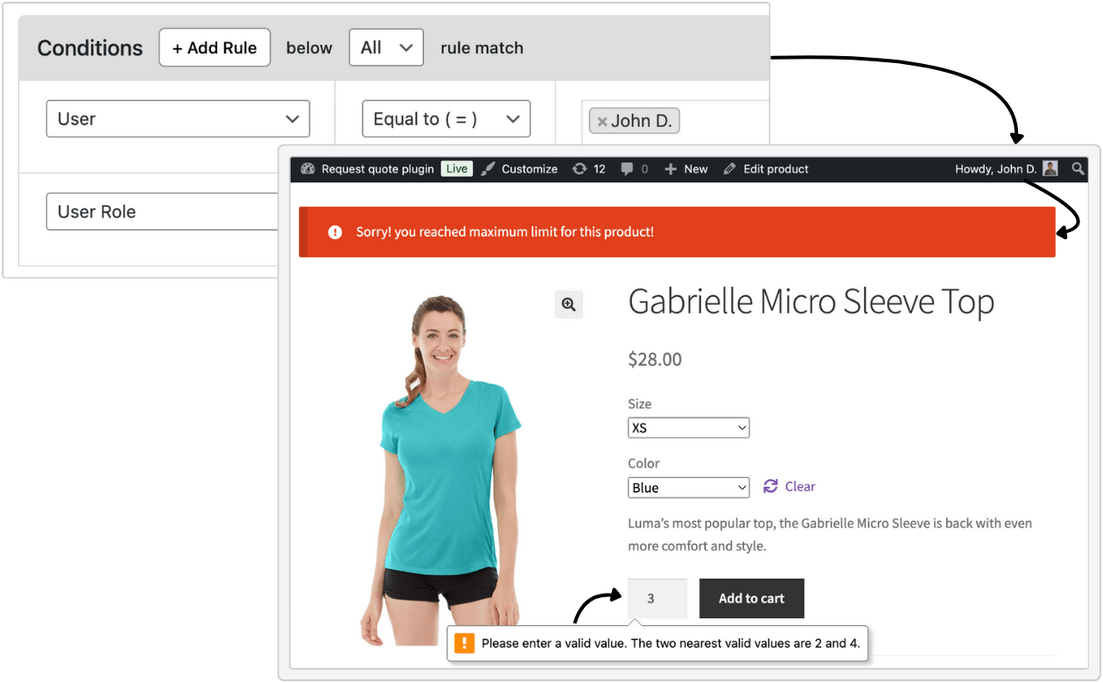 Conditions + Add Rule below All rule match
User Equal to ( = ) × John D.
User Role
Request quote plugin Live Customize 12 0 + New Edit product Howdy, John D.
Sorry! you reached maximum limit for this product!
Gabrielle Micro Sleeve Top
$28.00
Size
XS
Color
Blue Clear
Luma’s most popular top, the Gabrielle Micro Sleeve is back with even
more comfort and style.
3 Add to cart
Please enter a valid value. The two nearest valid values are 2 and 4.